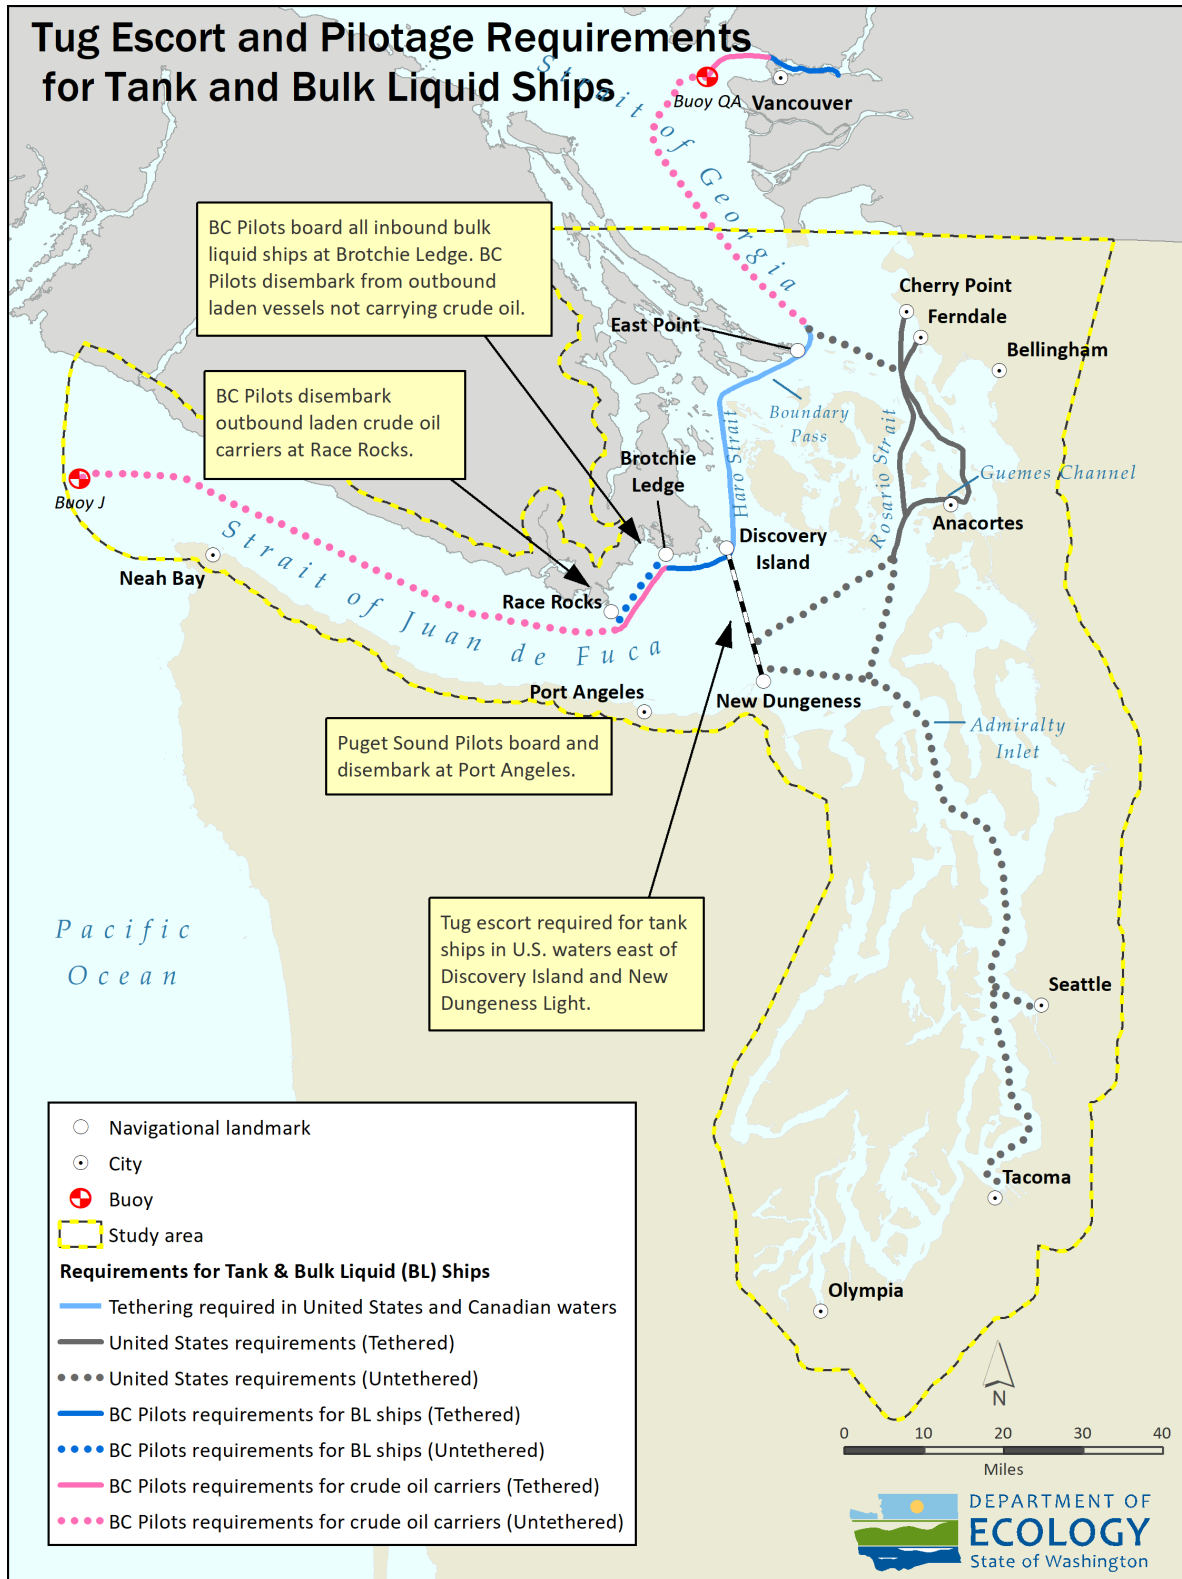 Tug Escort and Pilotage Requirements
for Tank and Bulk Liquid Ships
Strait of Georgia
Buoy QA
Vancouver
BC Pilots board all inbound bulk
liquid ships at Brotchie Ledge. BC
Pilots disembark from outbound
laden vessels not carrying crude oil.
Cherry Point
Ferndale
East Point
Bellingham
BC Pilots disembark
outbound laden crude oil
carriers at Race Rocks.
Boundary
Pass
Haro Strait
Rosario Strait
Brotchie
Ledge
Guemes Channel
Buoy J
Anacortes
Strait of Juan de Fuca
Discovery
Island
Neah Bay
Race Rocks
Port Angeles
New Dungeness
Admiralty
Inlet
Puget Sound Pilots board and
disembark at Port Angeles.
Pacific
Ocean
Tug escort required for tank
ships in U.S. waters east of
Discovery Island and New
Dungeness Light.
Seattle
Tacoma
Olympia
Navigational landmark
City
Buoy
Study area
Requirements for Tank & Bulk Liquid (BL) Ships
Tethering required in United States and Canadian waters
United States requirements (Tethered)
United States requirements (Untethered)
BC Pilots requirements for BL ships (Tethered)
BC Pilots requirements for BL ships (Untethered)
BC Pilots requirements for crude oil carriers (Tethered)
BC Pilots requirements for crude oil carriers (Untethered)
N
0 10 20 30 40
Miles
DEPARTMENT OF
ECOLOGY
State of Washington